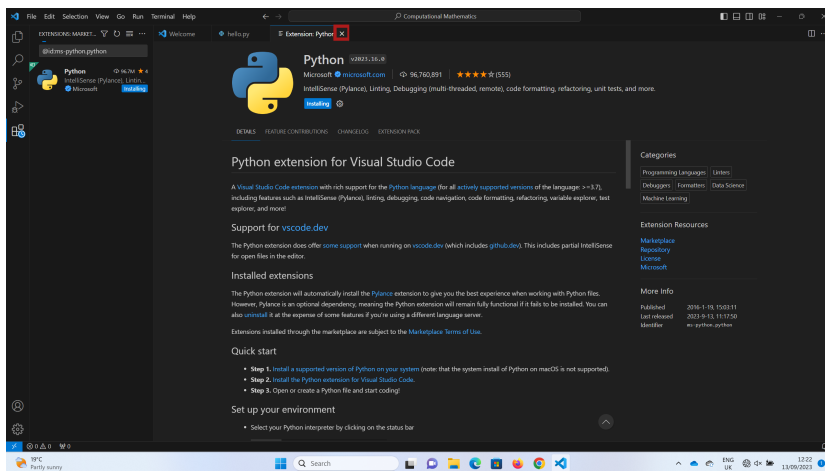 File Edit Selection View Go Run Terminal Help
Computational Mathematics
EXTENSIONS: MARKET...
Welcome
hello.py
Extension: Python
@id:ms-python.python
Python 96.7M 4
IntelliSense (Pylance), Lintin...
Microsoft Installing
Python v2023.16.0
Microsoft microsoft.com | 96,760,891 | (555)
IntelliSense (Pylance), Linting, Debugging (multi-threaded, remote), code formatting, refactoring, unit tests, and more.
Installing
DETAILS FEATURE CONTRIBUTIONS CHANGELOG EXTENSION PACK
Python extension for Visual Studio Code
A Visual Studio Code extension with rich support for the Python language (for all actively supported versions of the language: >=3.7),
including features such as IntelliSense (Pylance), linting, debugging, code navigation, code formatting, refactoring, variable explorer, test
explorer, and more!
Support for vscode.dev
The Python extension does offer some support when running on vscode.dev (which includes github.dev). This includes partial IntelliSense
for open files in the editor.
Installed extensions
The Python extension will automatically install the Pylance extension to give you the best experience when working with Python files.
However, Pylance is an optional dependency, meaning the Python extension will remain fully functional if it fails to be installed. You can
also uninstall it at the expense of some features if you're using a different language server.
Extensions installed through the marketplace are subject to the Marketplace Terms of Use.
Quick start
• Step 1. Install a supported version of Python on your system (note: that the system install of Python on macOS is not supported).
• Step 2. Install the Python extension for Visual Studio Code.
• Step 3. Open or create a Python file and start coding!
Set up your environment
• Select your Python interpreter by clicking on the status bar
Categories
Programming Languages Linters
Debuggers Formatters Data Science
Machine Learning
Extension Resources
Marketplace
Repository
License
Microsoft
More Info
Published 2016-1-19, 15:03:11
Last released 2023-9-13, 11:17:50
Identifier ms-python.python
0 0 0
19°C
Partly sunny
Search
ENG
UK
12:22
13/09/2023